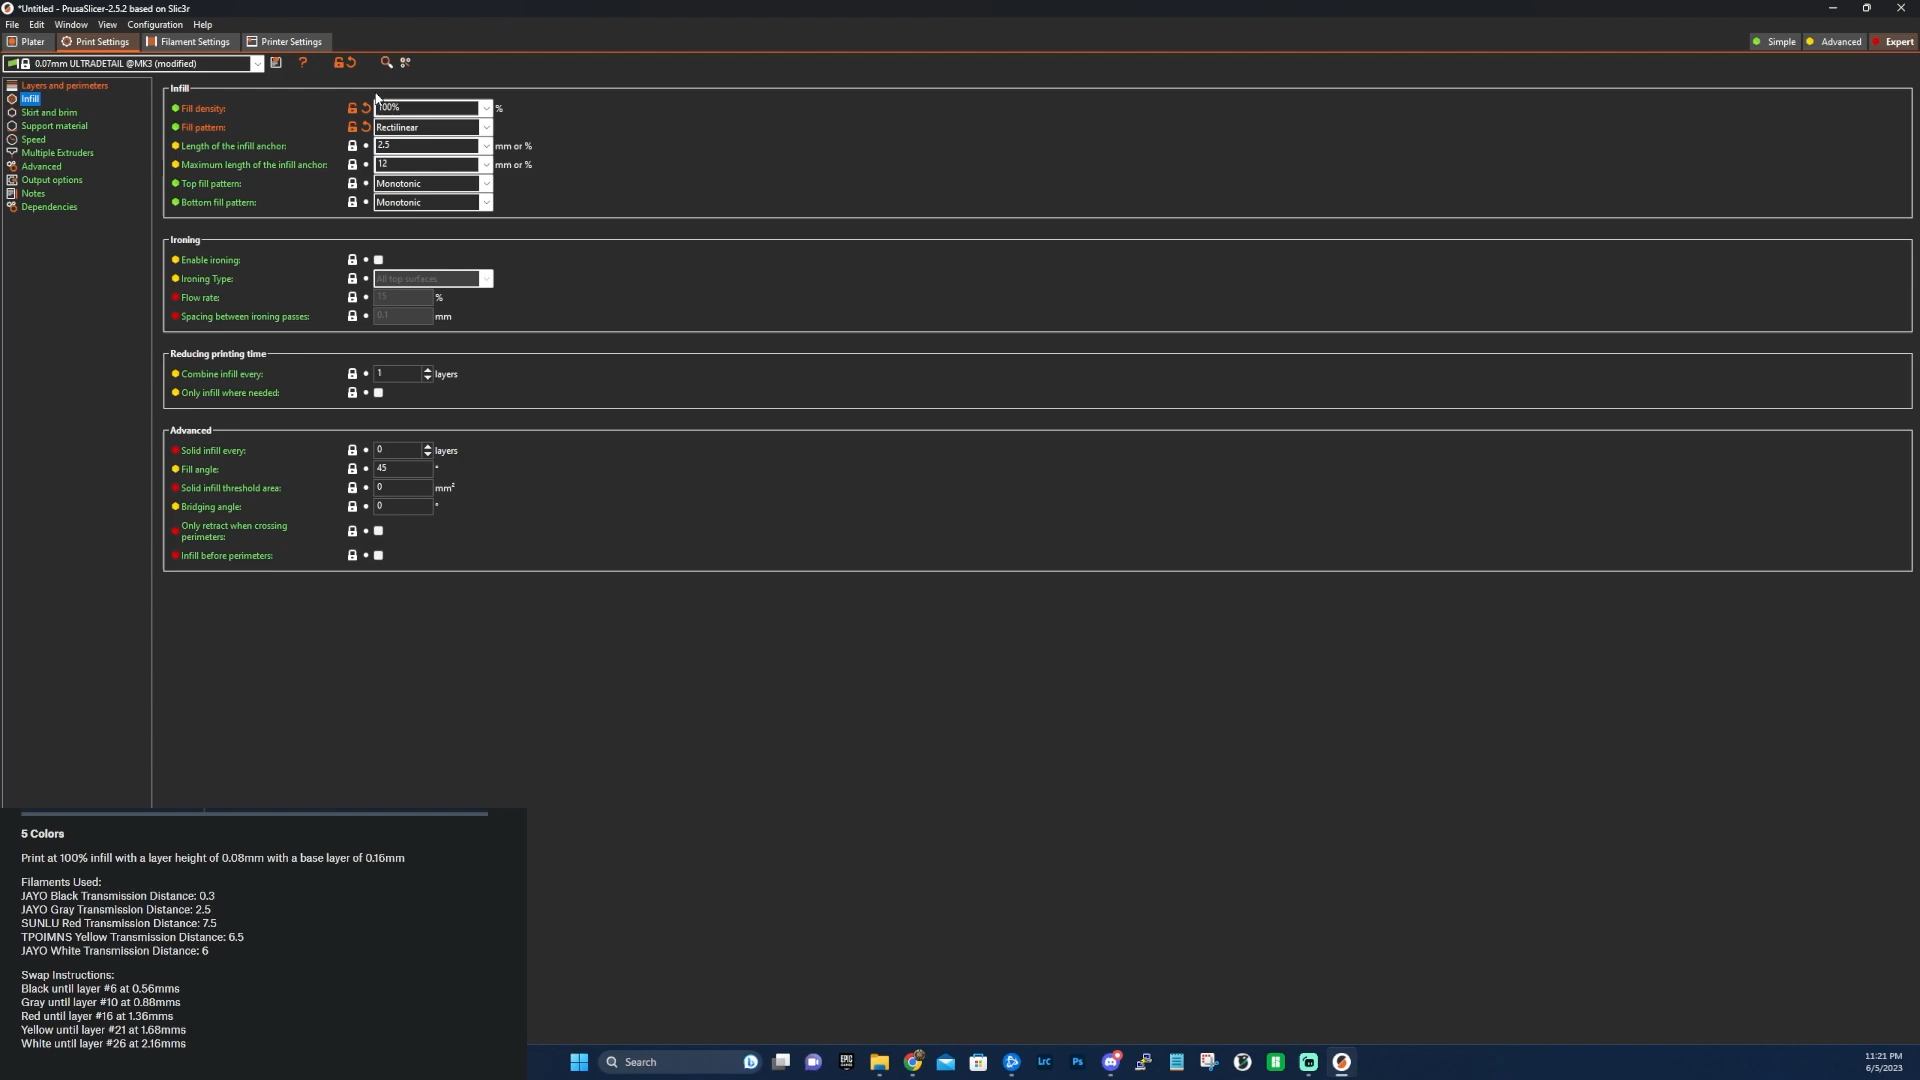 *Untitled - PrusaSlicer-2.5.2 based on Slic3r
File Edit Window View Configuration Help
Plater Print Settings Filament Settings Printer Settings Simple Advanced Expert
0.07mm ULTRADETAIL @MK3 (modified) ?
Layers and perimeters
Infill
Skirt and brim
Support material
Speed
Multiple Extruders
Advanced
Output options
Notes
Dependencies
Infill
Fill density: 100% %
Fill pattern: Rectilinear
Length of the infill anchor: 2.5 mm or %
Maximum length of the infill anchor: 12 mm or %
Top fill pattern: Monotonic
Bottom fill pattern: Monotonic
Ironing
Enable ironing:
Ironing Type: All top surfaces
Flow rate: 15 %
Spacing between ironing passes: 0.1 mm
Reducing printing time
Combine infill every: 1 layers
Only infill where needed:
Advanced
Solid infill every: 0 layers
Fill angle: 45 °
Solid infill threshold area: 0 mm²
Bridging angle: 0 °
Only retract when crossing
perimeters:
Infill before perimeters:
5 Colors
Print at 100% infill with a layer height of 0.08mm with a base layer of 0.16mm
Filaments Used:
JAYO Black Transmission Distance: 0.3
JAYO Gray Transmission Distance: 2.5
SUNLU Red Transmission Distance: 7.5
TPOIMNS Yellow Transmission Distance: 6.5
JAYO White Transmission Distance: 6
Swap Instructions:
Black until layer #6 at 0.56mms
Gray until layer #10 at 0.88mms
Red until layer #16 at 1.36mms
Yellow until layer #21 at 1.68mms
White until layer #26 at 2.16mms
Search EPIC Lrc Ps
11:21 PM
6/5/2023